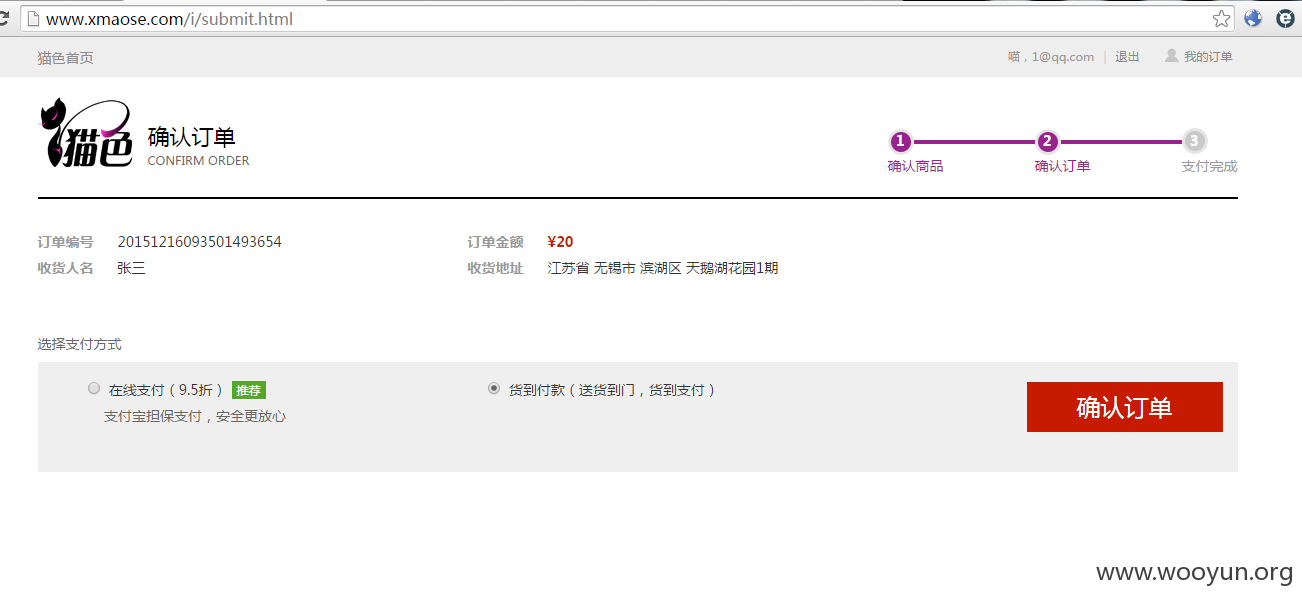 www.xmaose.com/i/submit.html
猫色首页
喵，1@qq.com | 退出 我的订单
猫色
确认订单
CONFIRM ORDER
1 2 3
确认商品 确认订单 支付完成
订单编号 20151216093501493654 订单金额 ¥20
收货人名 张三 收货地址 江苏省 无锡市 滨湖区 天鹅湖花园1期
选择支付方式
在线支付（9.5折） 推荐 货到付款（送货到门，货到支付）
支付宝担保支付，安全更放心
确认订单
www.wooyun.org